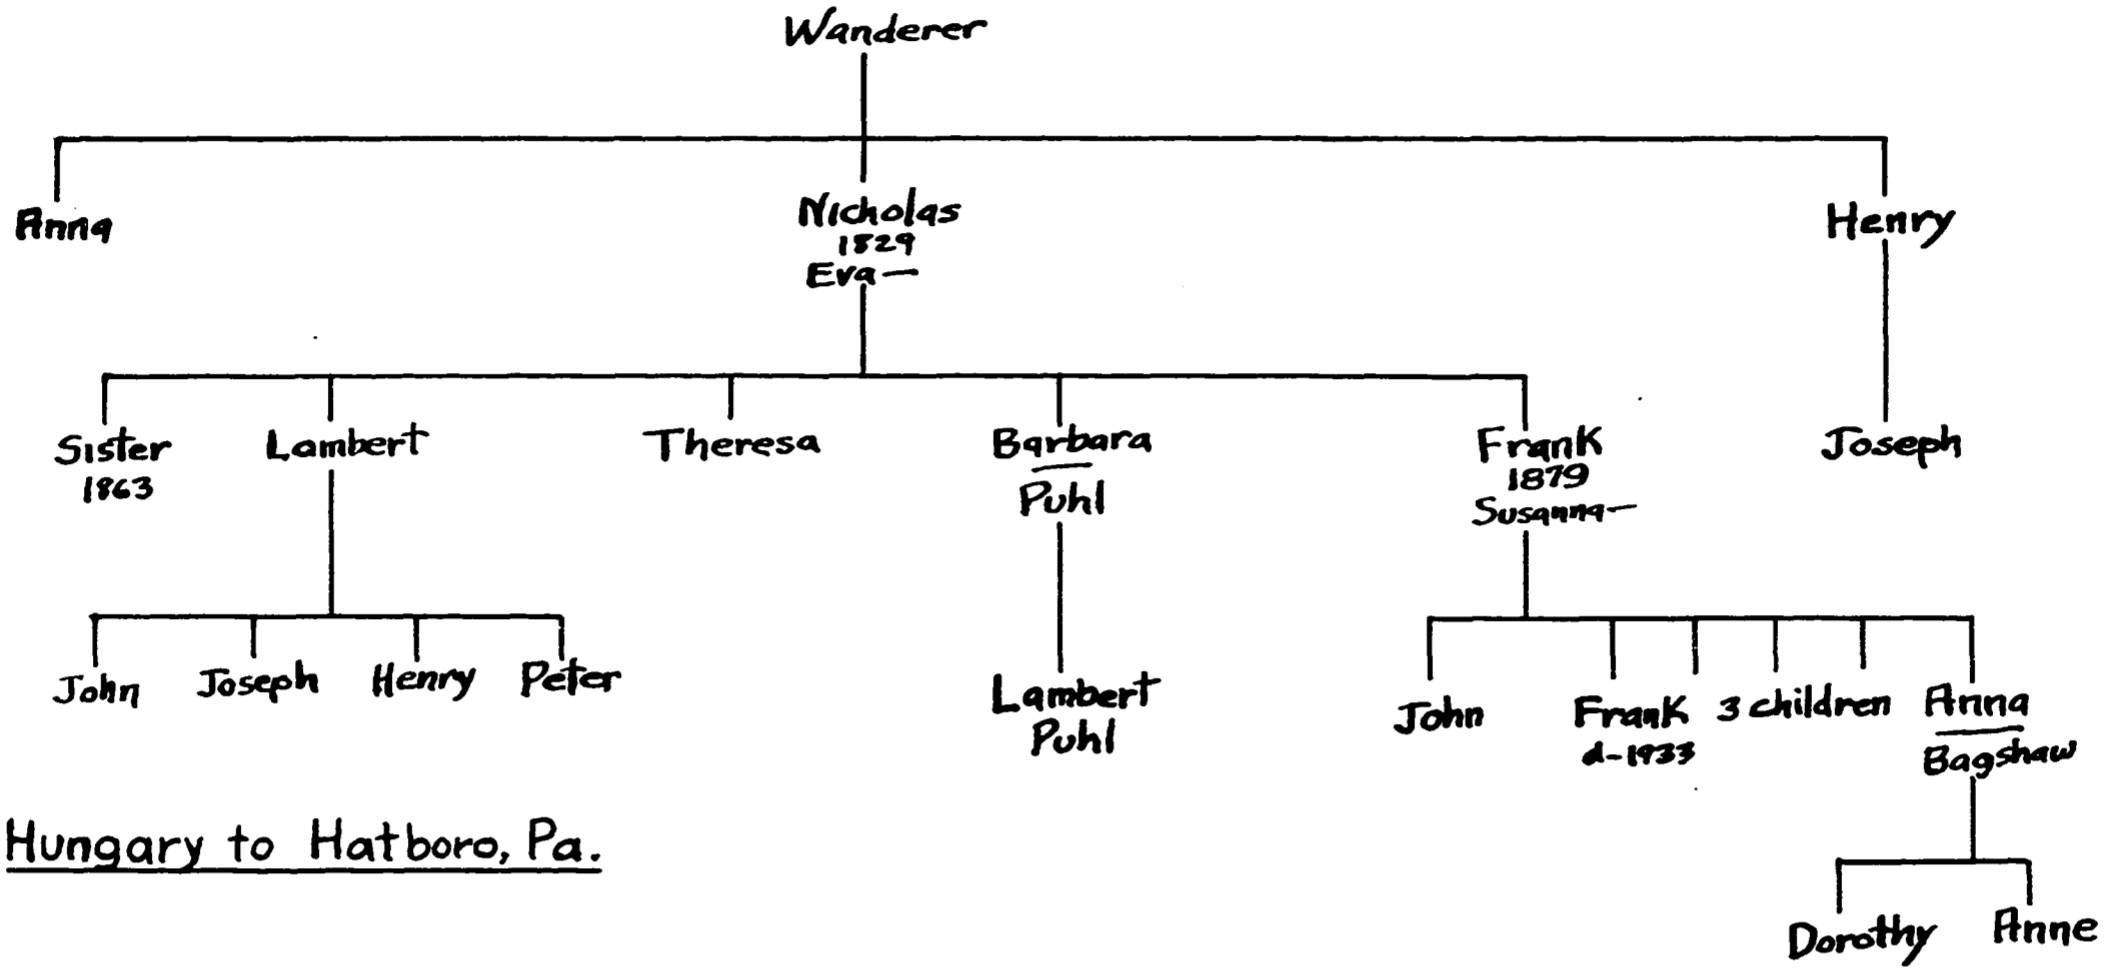 Wanderer
Anna
Nicholas
1829
Eva —
Henry
Sister
1863
Lambert
Theresa
Barbara
Puhl
Frank
1879
Susanna —
Joseph
John
Joseph
Henry
Peter
Lambert
Puhl
John
Frank
d-1933
3 children
Anna
Bagshaw
Hungary to Hatboro, Pa.
Dorothy
Anne